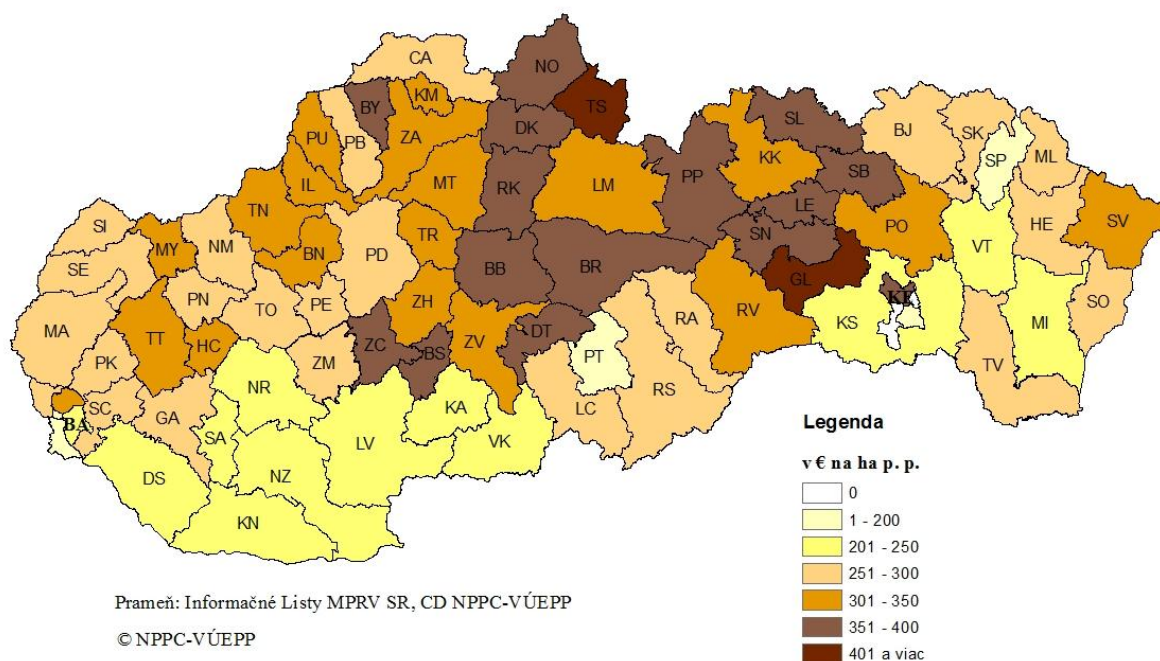 CA
NO
BY
KM
TS
PU
PB
ZA
DK
SL
BJ
SK
SP
ML
IL
MT
RK
LM
PP
KK
SB
TN
LE
SI
MY
NM
BN
PD
TR
BB
BR
SN
PO
VT
HE
SV
SE
GL
PN
TO
PE
ZH
RV
KS
KE
MA
TT
HC
ZC
BS
ZV
DT
RA
SO
MI
PK
ZM
PT
RS
TV
BA
SC
GA
NR
SA
KA
LC
DS
NZ
LV
VK
KN
Legenda
v € na ha p. p.
0
1 - 200
201 - 250
251 - 300
301 - 350
351 - 400
401 a viac
Prameň: Informačné Listy MPRV SR, CD NPPC-VÚEPP
© NPPC-VÚEPP